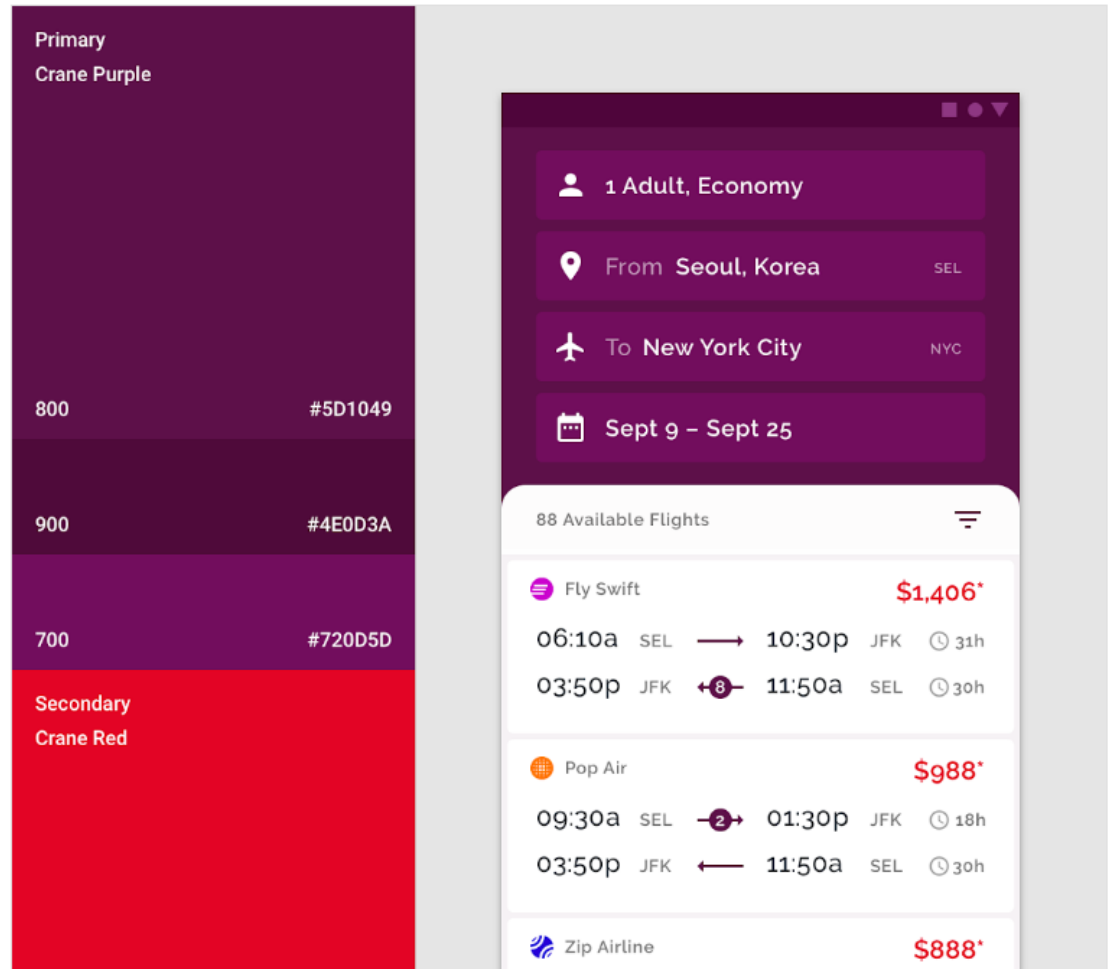 Primary
Crane Purple
800 #5D1049
900 #4E0D3A
700 #720D5D
Secondary
Crane Red
1 Adult, Economy
From Seoul, Korea SEL
To New York City NYC
Sept 9 – Sept 25
88 Available Flights
Fly Swift $1,406*
06:10a SEL 10:30p JFK 31h
03:50p JFK 8 11:50a SEL 30h
Pop Air $988*
09:30a SEL 2 01:30p JFK 18h
03:50p JFK 11:50a SEL 30h
Zip Airline $888*